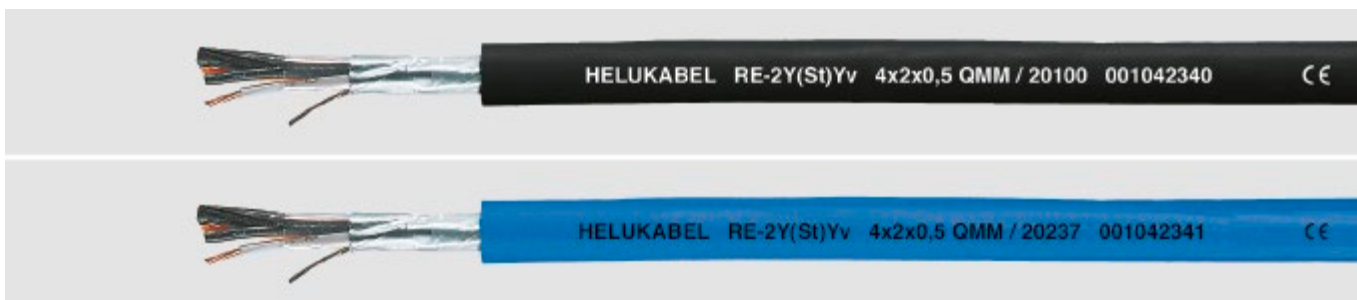 HELUKABEL RE-2Y(St)Yv 4x2x0,5 QMM / 20100 001042340 CE
HELUKABEL RE-2Y(St)Yv 4x2x0,5 QMM / 20237 001042341 CE